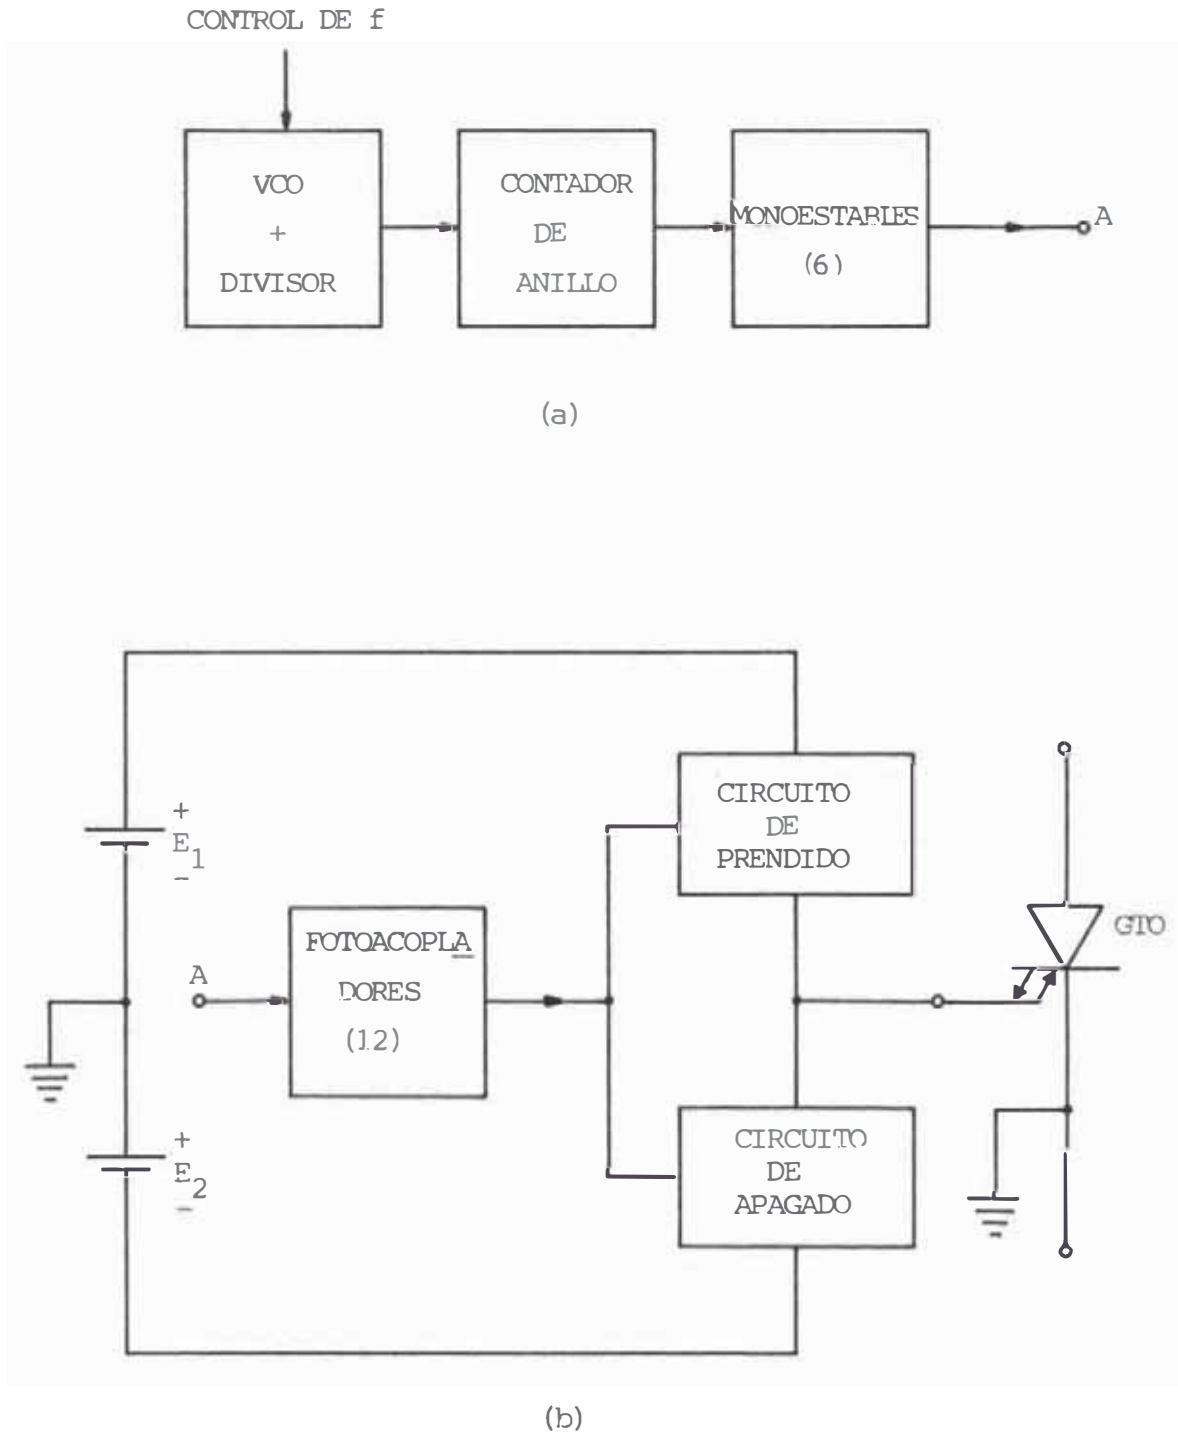 CONTROL DE f
VCO
+
DIVISOR
CONTADOR
DE
ANILLO
MONOESTABLES
(6)
A
(a)
+
E1
-
A
FOTOACOPLA
DORES
(12)
+
E2
-
CIRCUITO
DE
PRENDIDO
GTO
CIRCUITO
DE
APAGADO
(b)